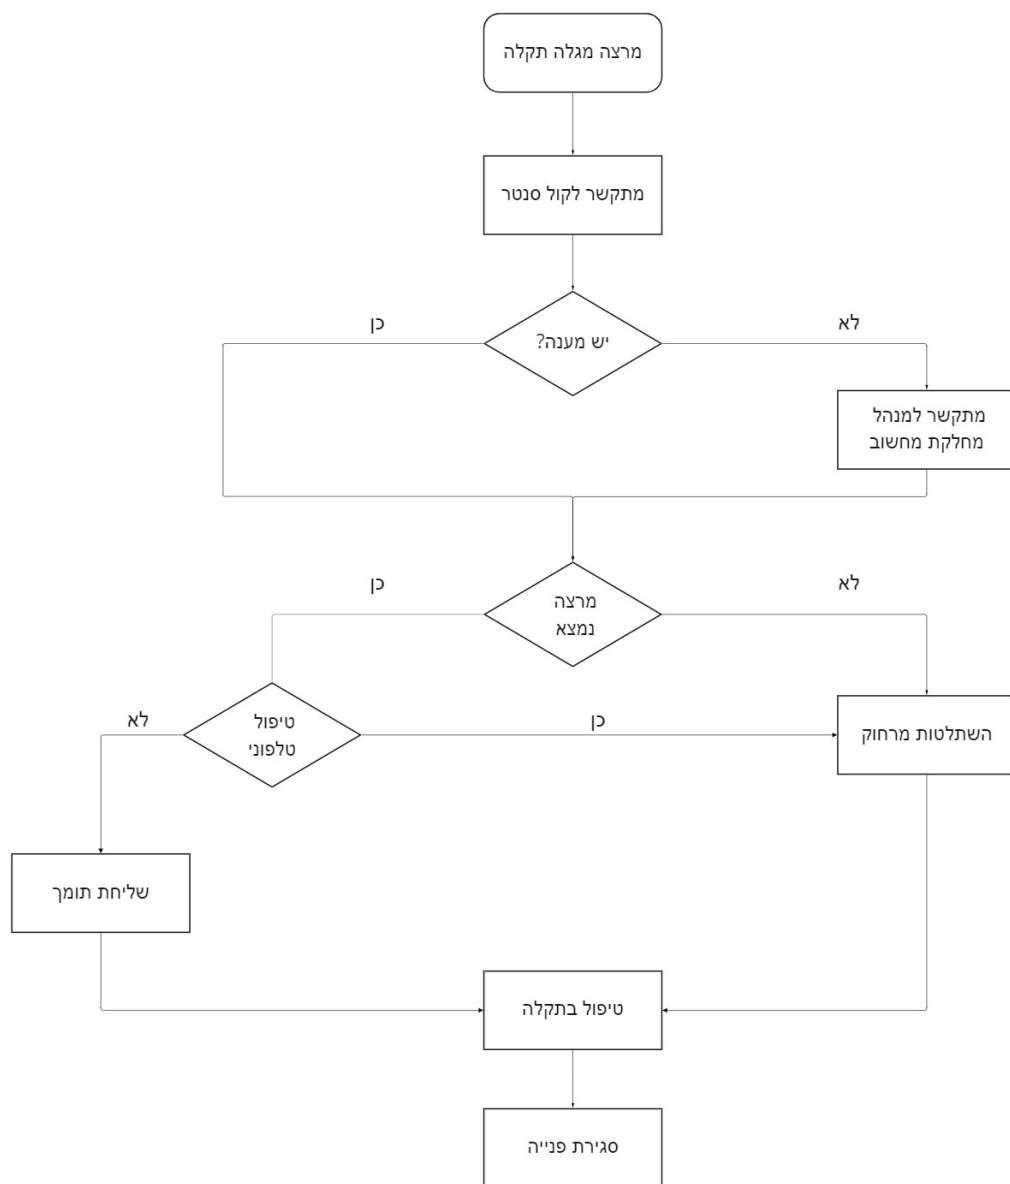 מרצה מגלה תקלה
מתקשר לקול סנטר
יש מענה?
כן
לא
מתקשר למנהל
מחלקת מחשוב
מרצה
נמצא
כן
לא
טיפול
טלפוני
לא
כן
השתלטות מרחוק
שליחת תומך
טיפול בתקלה
סגירת פנייה